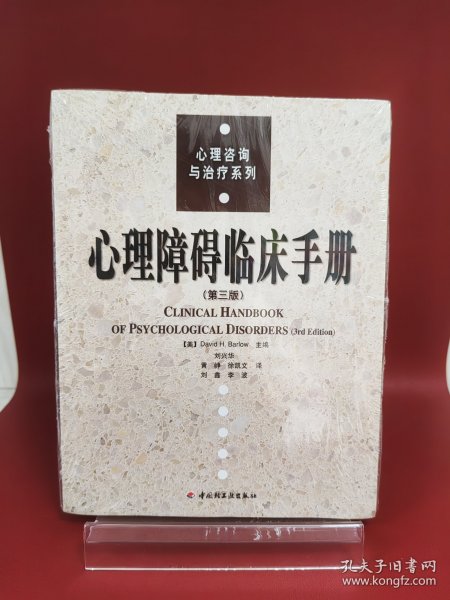 心理咨询
与治疗系列
心理障碍临床手册
（第三版）
CLINICAL HANDBOOK
OF PSYCHOLOGICAL DISORDERS (3rd Edition)
【美】David H. Barlow 主编
刘兴华
黄峥 徐凯文 译
刘鑫 李波
中国轻工业出版社
孔夫子旧书网
www.kongfz.com